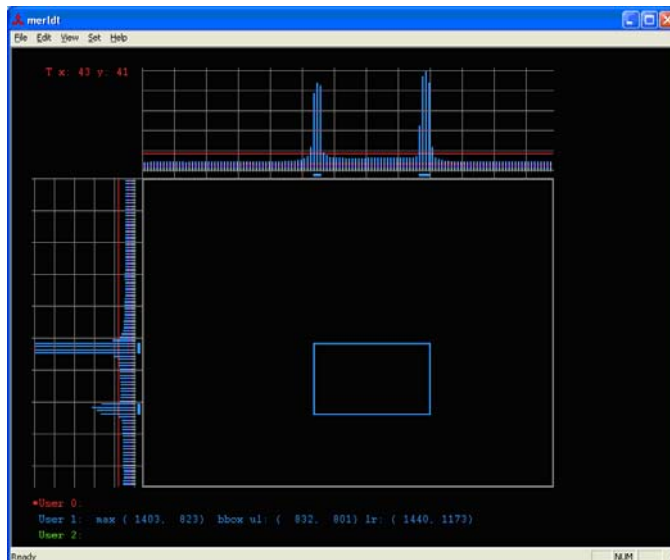 merldt
File Edit View Set Help
T x: 43 y: 41
*User 0:
User 1: max ( 1403, 823) bbox ul: ( 832, 801) lr: ( 1440, 1173)
User 2:
Ready
NUM